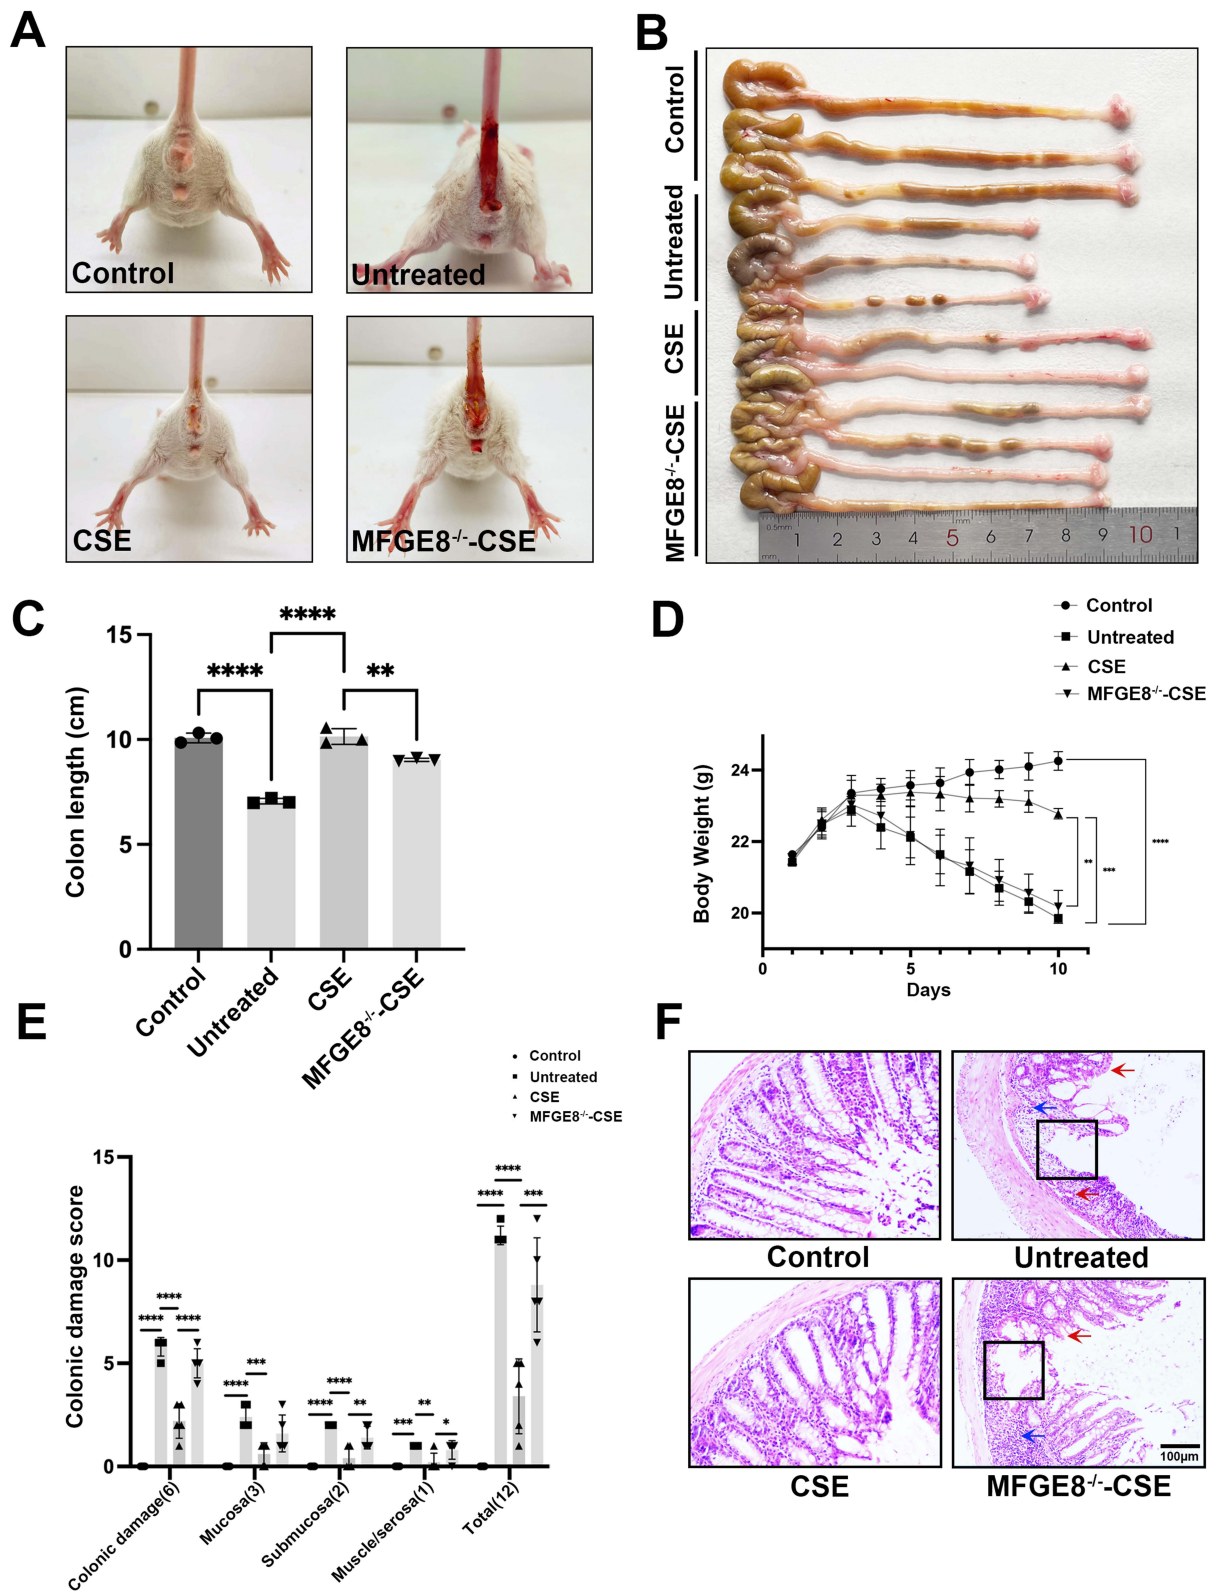 A
Control
Untreated
CSE
MFGE8-/--CSE
B
Control
Untreated
CSE
MFGE8-/--CSE
0.5mm
mm
mm
1 2 3 4 5 6 7 8 9 10 1
C
Colon length (cm)
15
10
5
0
****
****
**
Control
Untreated
CSE
MFGE8-/--CSE
D
Control
Untreated
CSE
MFGE8-/--CSE
Body Weight (g)
24
22
20
0 5 10
Days
**
***
****
E
Control
Untreated
CSE
MFGE8-/--CSE
Colonic damage score
15
10
5
0
**** **** ****
**** ***
**** **** **
*** ** *
**** **** ***
Colonic damage(6)
Mucosa(3)
Submucosa(2)
Muscle/serosa(1)
Total(12)
F
Control
Untreated
CSE
MFGE8-/--CSE
100μm